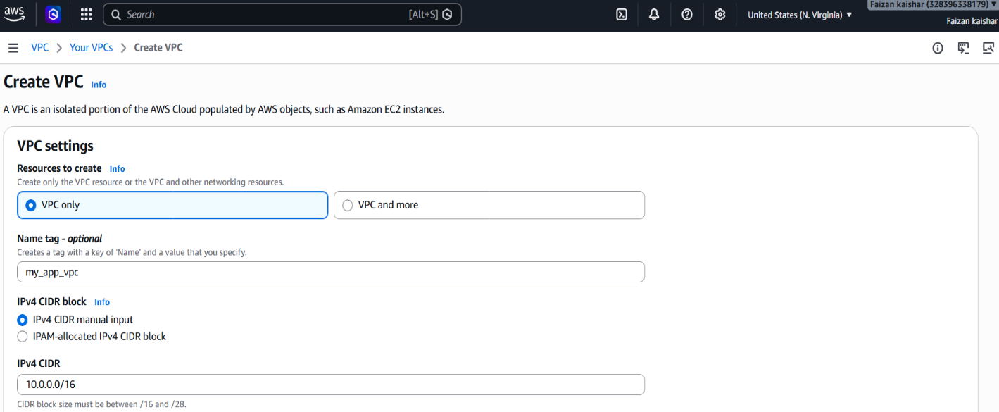 aws
Search [Alt+S]
United States (N. Virginia)
Faizan kaishar (328396338179)
Faizan kaishar
VPC
Your VPCs
Create VPC
Create VPC Info
A VPC is an isolated portion of the AWS Cloud populated by AWS objects, such as Amazon EC2 instances.
VPC settings
Resources to create Info
Create only the VPC resource or the VPC and other networking resources.
VPC only
VPC and more
Name tag - optional
Creates a tag with a key of 'Name' and a value that you specify.
my_app_vpc
IPv4 CIDR block Info
IPv4 CIDR manual input
IPAM-allocated IPv4 CIDR block
IPv4 CIDR
10.0.0.0/16
CIDR block size must be between /16 and /28.